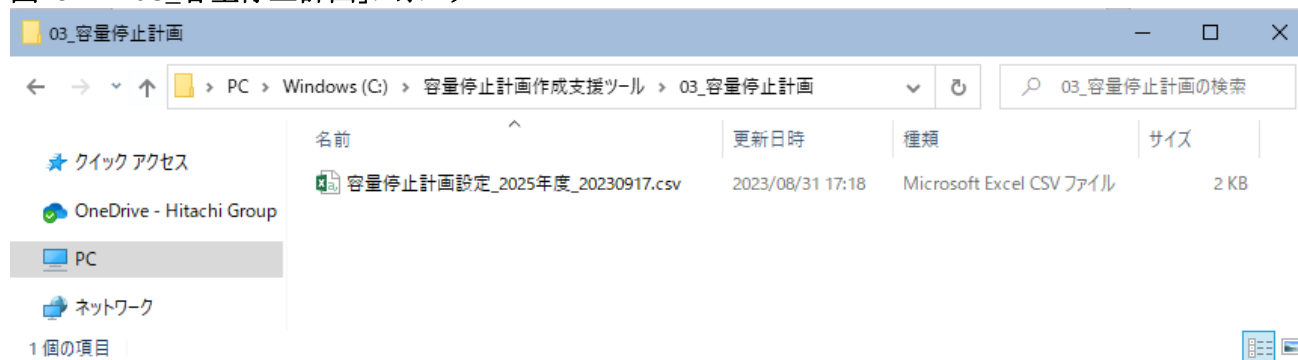 03_容量停止計画
PC > Windows (C:) > 容量停止計画作成支援ツール > 03_容量停止計画
03_容量停止計画の検索
名前 更新日時 種類 サイズ
クイック アクセス
容量停止計画設定_2025年度_20230917.csv 2023/08/31 17:18 Microsoft Excel CSV ファイル 2 KB
OneDrive - Hitachi Group
PC
ネットワーク
1 個の項目